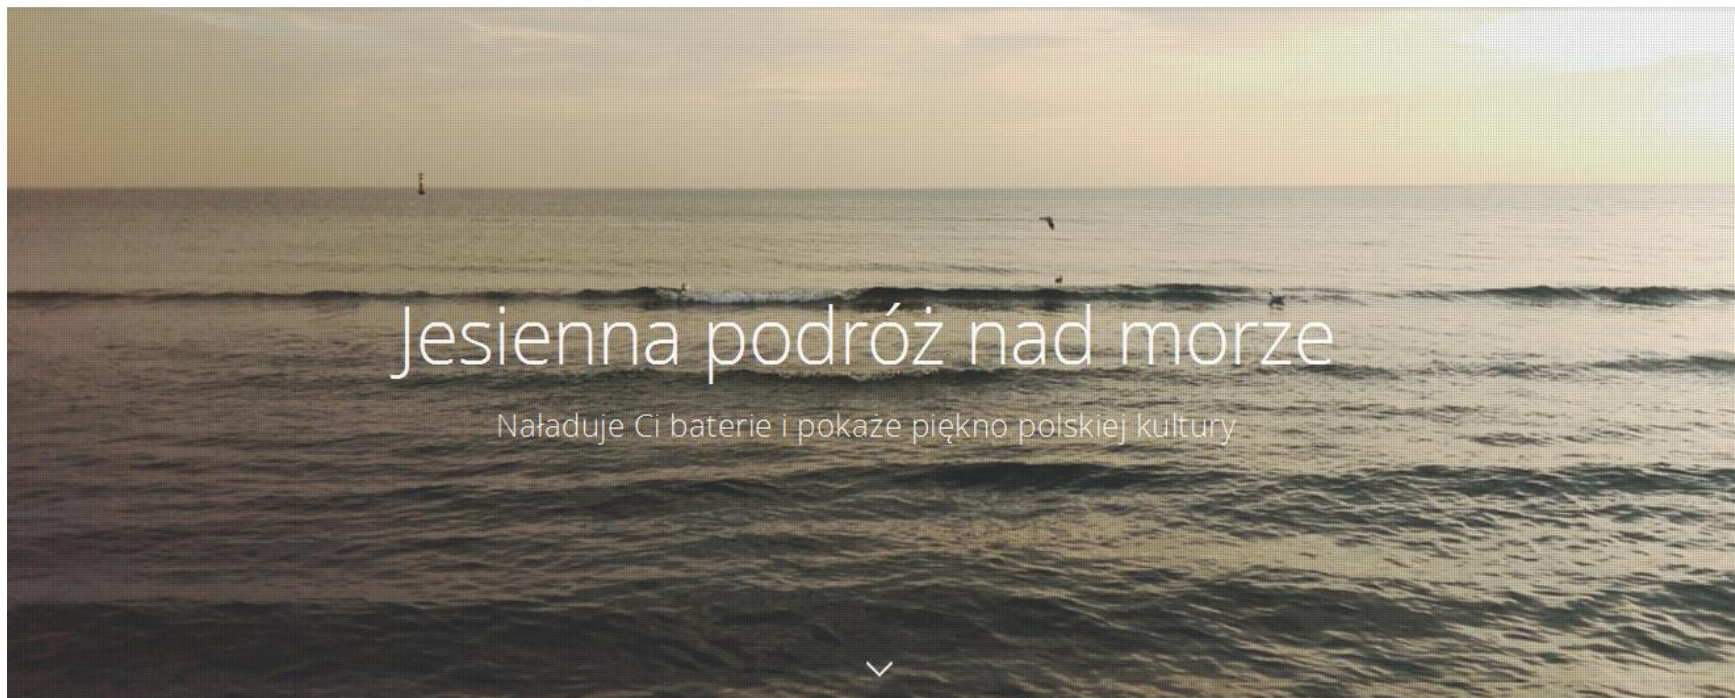 Jesienna podróż nad morze
Naładuje Ci baterie i pokaże piękno polskiej kultury